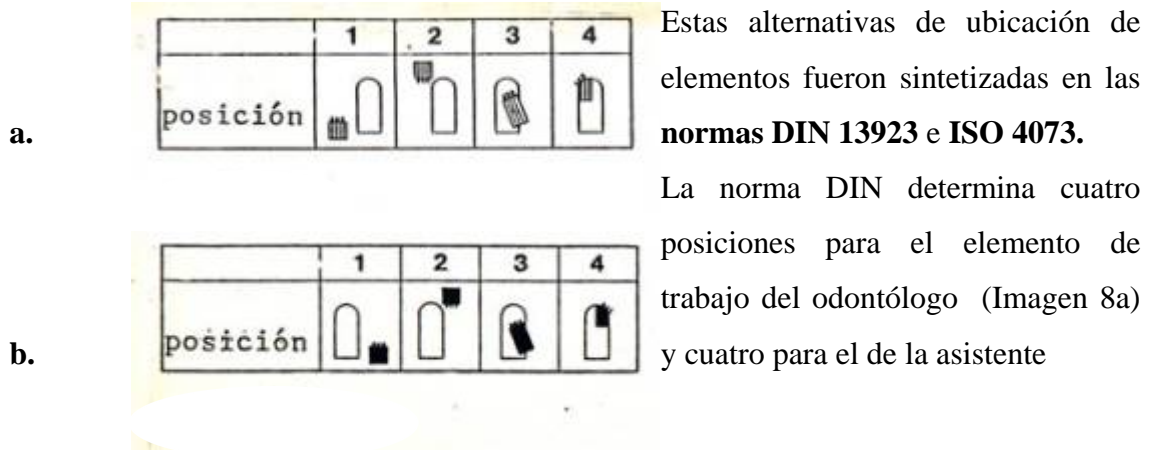 1 2 3 4
posición
a.
1 2 3 4
posición
b.
Estas alternativas de ubicación de
elementos fueron sintetizadas en las
normas DIN 13923 e ISO 4073.
La norma DIN determina cuatro
posiciones para el elemento de
trabajo del odontólogo (Imagen 8a)
y cuatro para el de la asistente